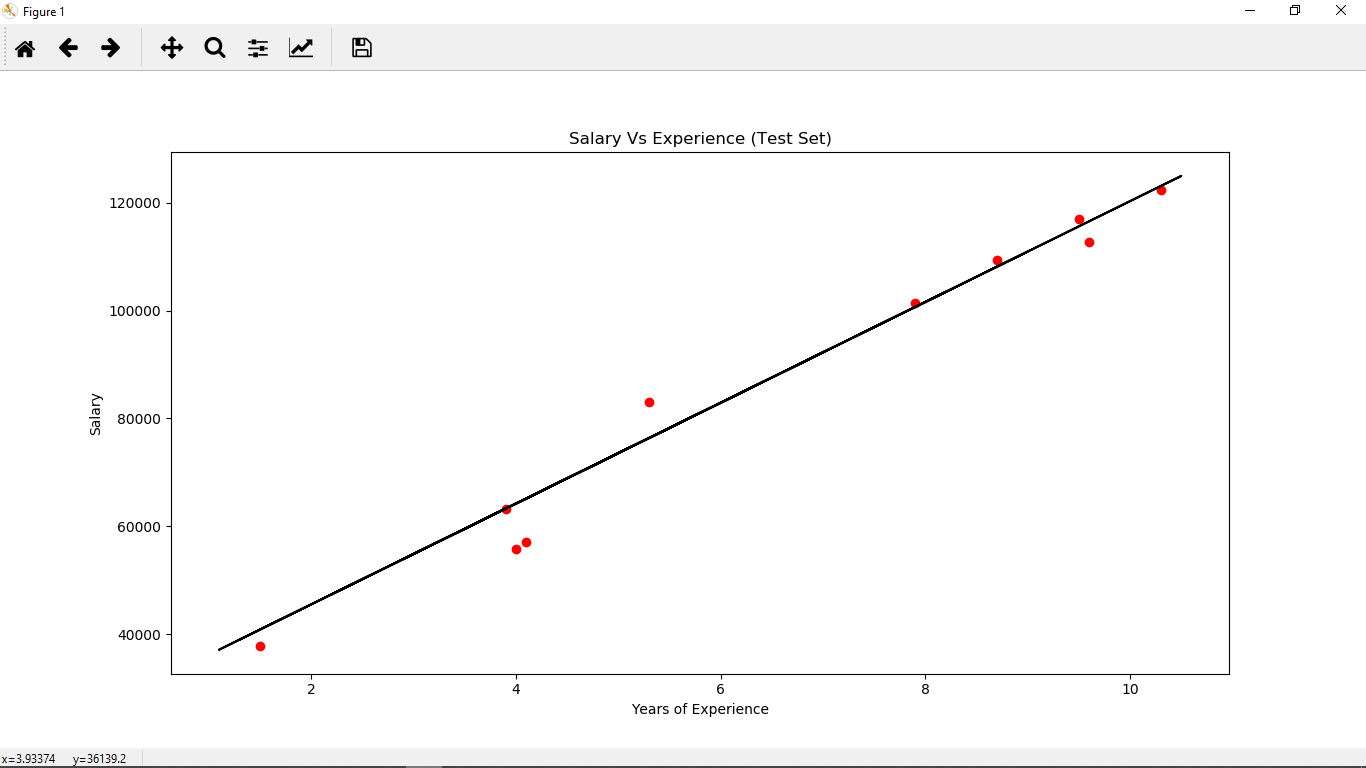 Figure 1
Salary Vs Experience (Test Set)
120000
100000
80000
60000
40000
Salary
2 4 6 8 10
Years of Experience
x=3.93374 y=36139.2